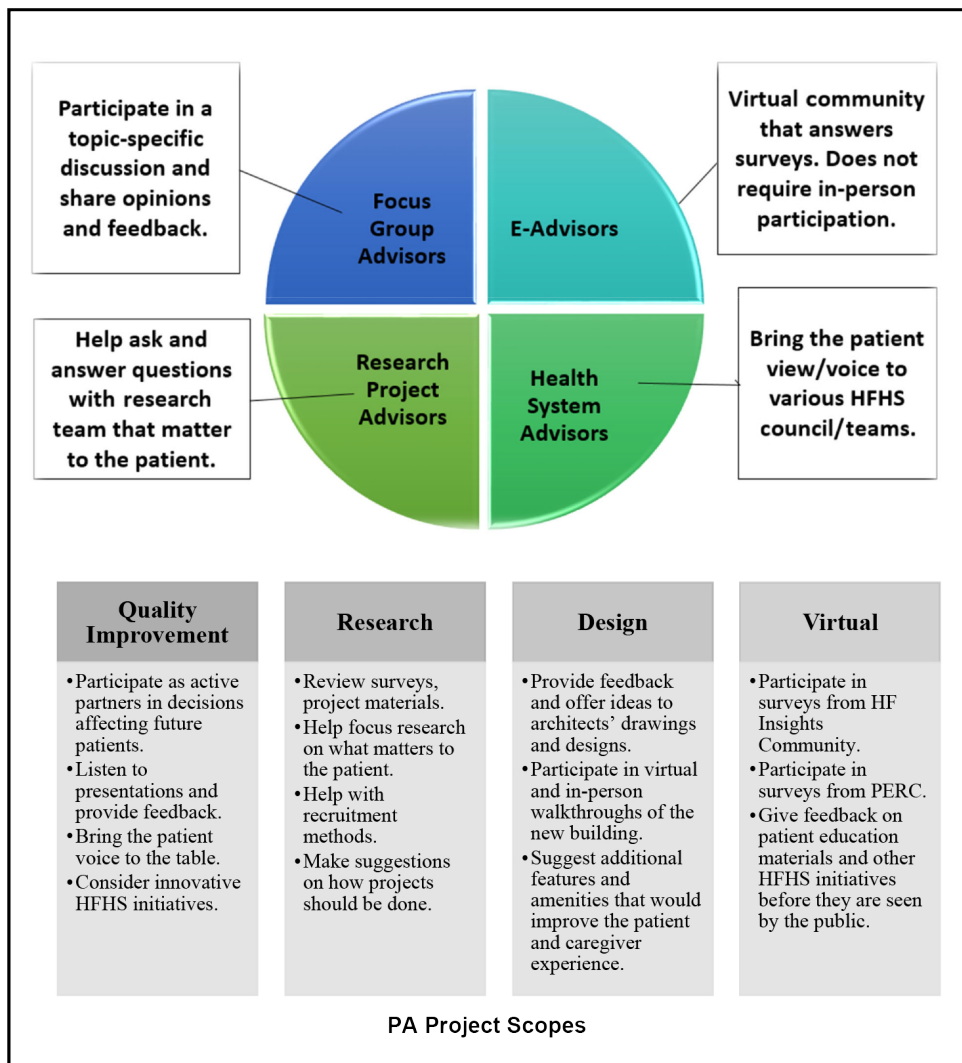 Participate in a
topic-specific
discussion and
share opinions
and feedback.
Focus
Group
Advisors
E-Advisors
Virtual community
that answers
surveys. Does not
require in-person
participation.
Help ask and
answer questions
with research
team that matter
to the patient.
Research
Project
Advisors
Health
System
Advisors
Bring the patient
view/voice to
various HFHS
council/teams.
Quality
Improvement
•Participate as active
partners in decisions
affecting future
patients.
•Listen to
presentations and
provide feedback.
•Bring the patient
voice to the table.
•Consider innovative
HFHS initiatives.
Research
•Review surveys,
project materials.
•Help focus research
on what matters to
the patient.
•Help with
recruitment
methods.
•Make suggestions
on how projects
should be done.
Design
•Provide feedback
and offer ideas to
architects’ drawings
and designs.
•Participate in virtual
and in-person
walkthroughs of the
new building.
•Suggest additional
features and
amenities that would
improve the patient
and caregiver
experience.
Virtual
•Participate in
surveys from HF
Insights
Community.
•Participate in
surveys from PERC.
•Give feedback on
patient education
materials and other
HFHS initiatives
before they are seen
by the public.
PA Project Scopes